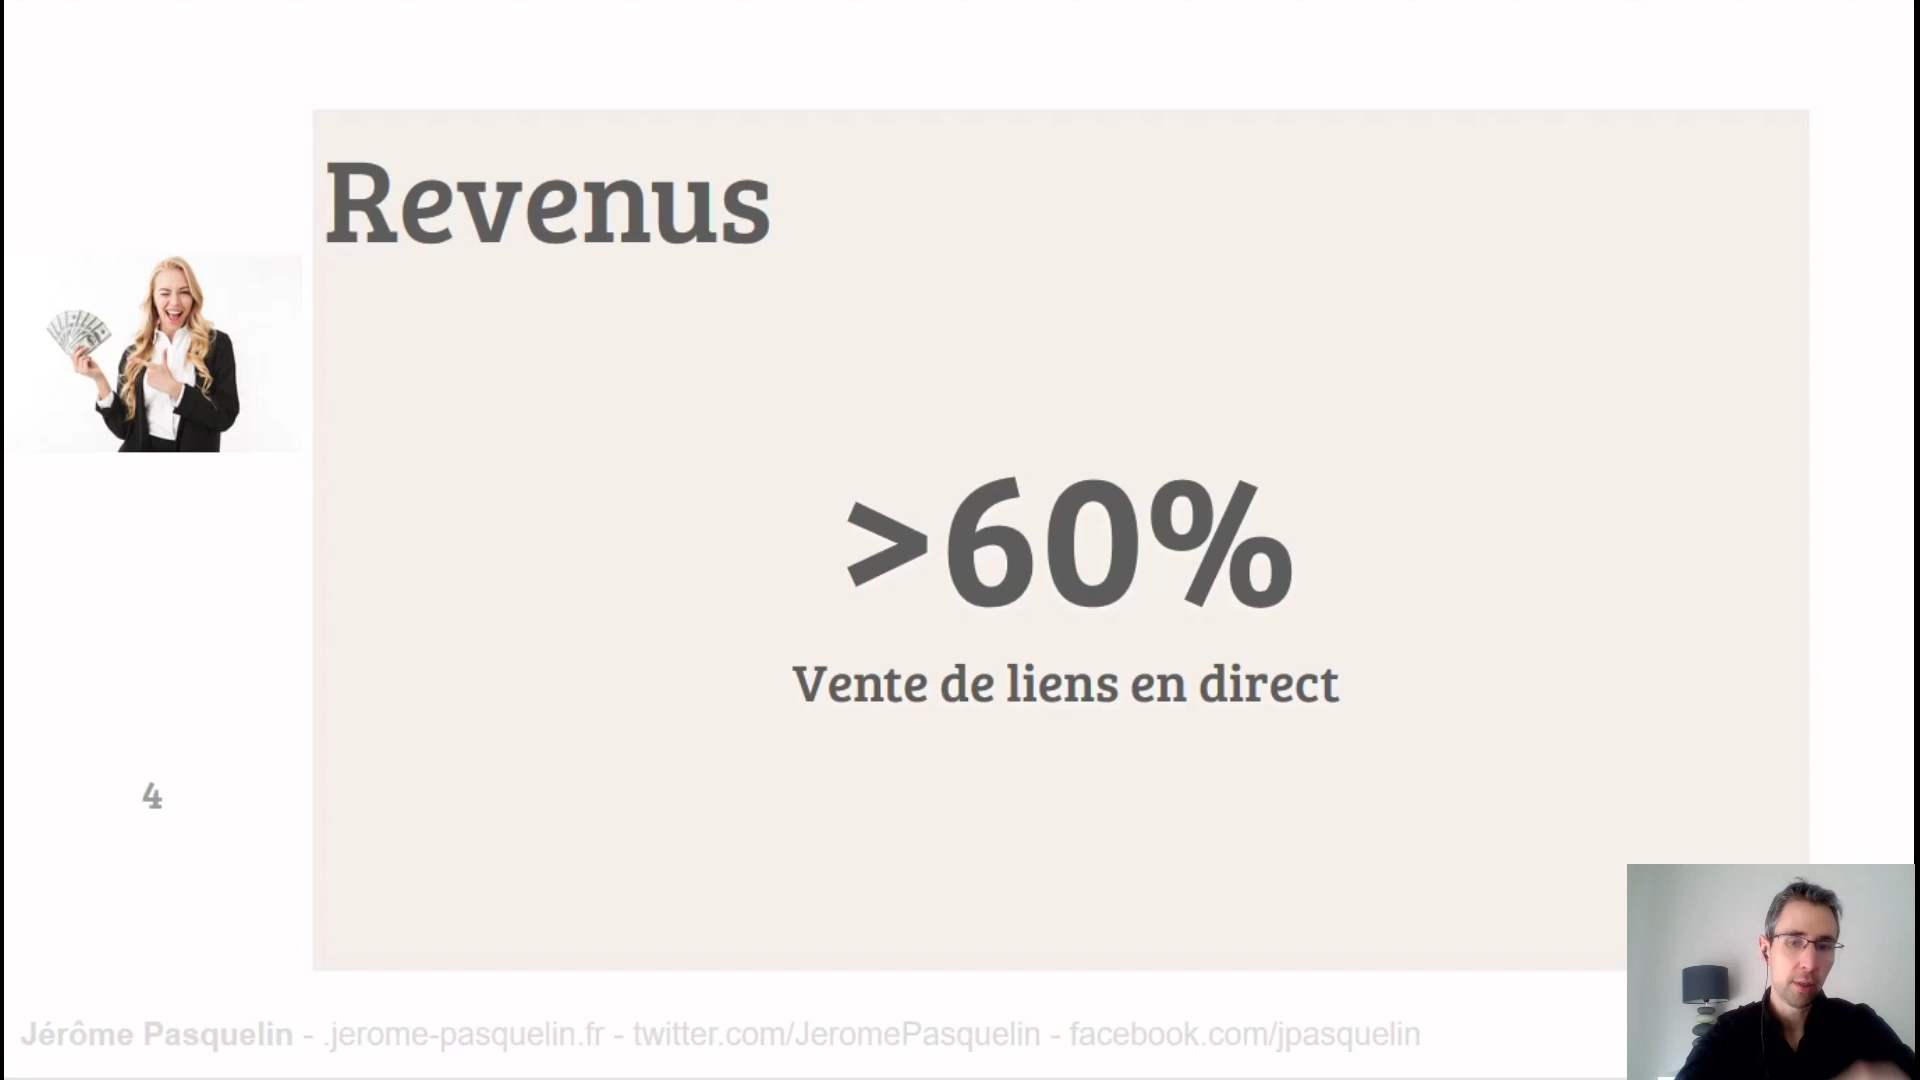 Revenus
>60%
Vente de liens en direct
4
Jérôme Pasquelin - .jerome-pasquelin.fr - twitter.com/JeromePasquelin - facebook.com/jpasquelin